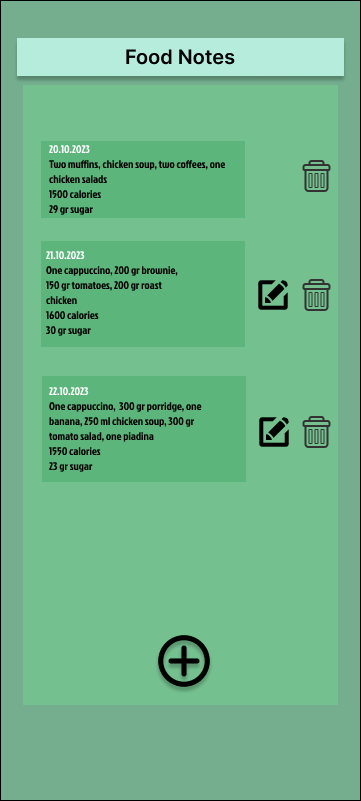 Food Notes
20.10.2023
Two muffins, chicken soup, two coffees, one
chicken salads
1500 calories
29 gr sugar
21.10.2023
One cappuccino, 200 gr brownie,
150 gr tomatoes, 200 gr roast
chicken
1600 calories
30 gr sugar
22.10.2023
One cappuccino, 300 gr porridge, one
banana, 250 ml chicken soup, 300 gr
tomato salad, one piadina
1550 calories
23 gr sugar